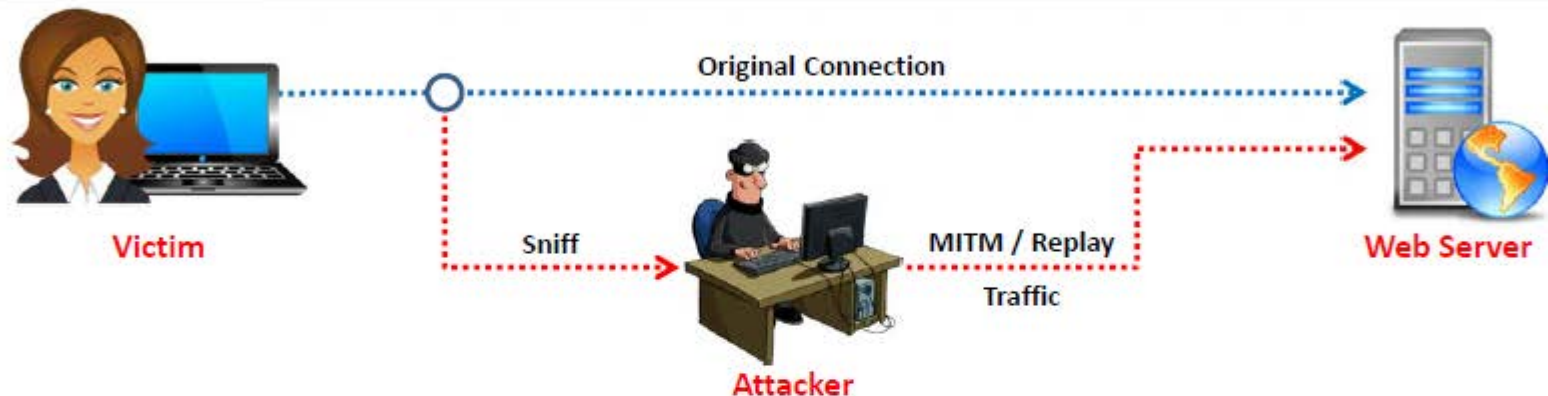 Original Connection
Victim
Sniff
MITM / Replay
Traffic
Web Server
Attacker